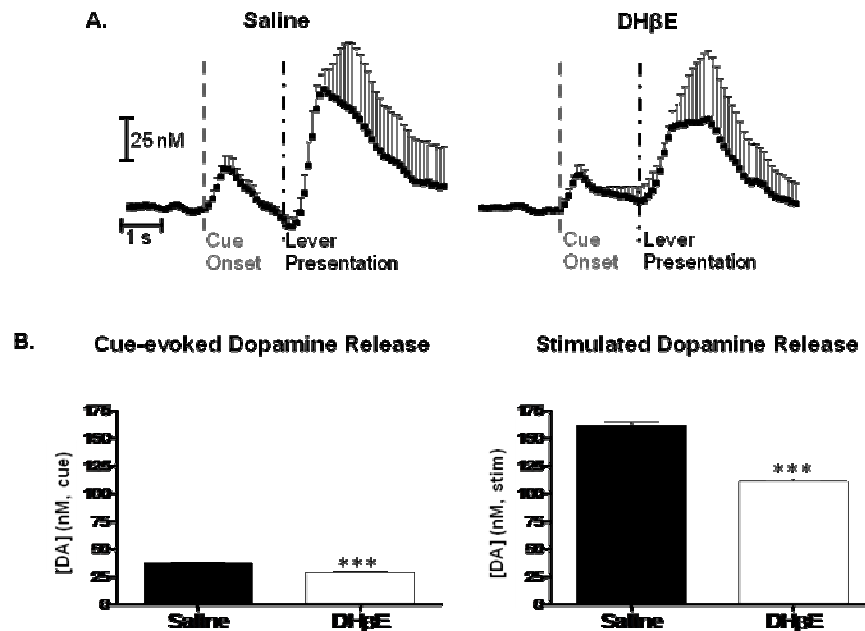 A.
Saline
DHβE
25 nM
1 s
Cue
Onset
Lever
Presentation
Cue
Onset
Lever
Presentation
B.
Cue-evoked Dopamine Release
Stimulated Dopamine Release
[DA] (nM, cue)
175
150
125
100
75
50
25
0
***
Saline
DHβE
[DA] (nM, stim)
175
150
125
100
75
50
25
0
***
Saline
DHβE